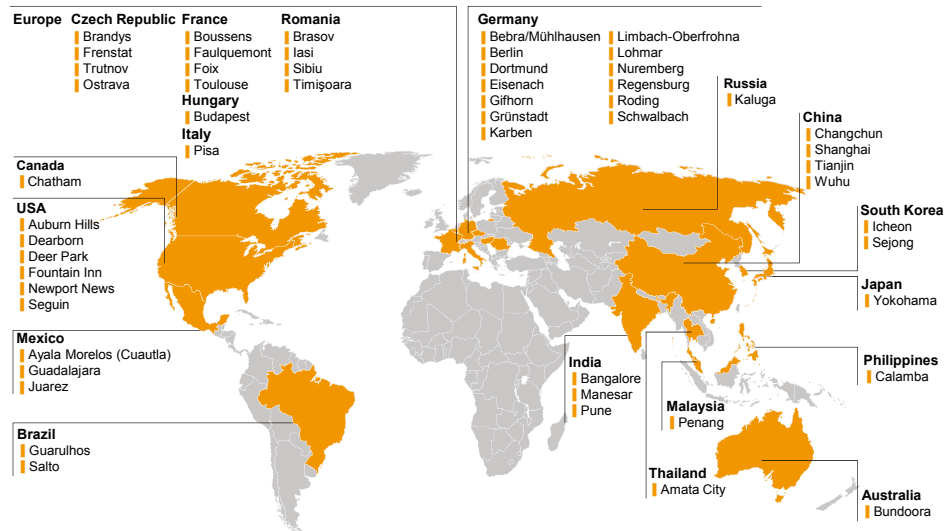 Europe
Czech Republic
Brandys
Frenstat
Trutnov
Ostrava
France
Boussens
Faulquemont
Foix
Toulouse
Hungary
Budapest
Italy
Pisa
Romania
Brasov
Iasi
Sibiu
Timişoara
Germany
Bebra/Mühlhausen
Berlin
Dortmund
Eisenach
Gifhorn
Grünstadt
Karben
Limbach-Oberfrohna
Lohmar
Nuremberg
Regensburg
Roding
Schwalbach
Russia
Kaluga
China
Changchun
Shanghai
Tianjin
Wuhu
Canada
Chatham
USA
Auburn Hills
Dearborn
Deer Park
Fountain Inn
Newport News
Seguin
South Korea
Icheon
Sejong
Japan
Yokohama
Mexico
Ayala Morelos (Cuautla)
Guadalajara
Juarez
India
Bangalore
Manesar
Pune
Philippines
Calamba
Malaysia
Penang
Brazil
Guarulhos
Salto
Thailand
Amata City
Australia
Bundoora